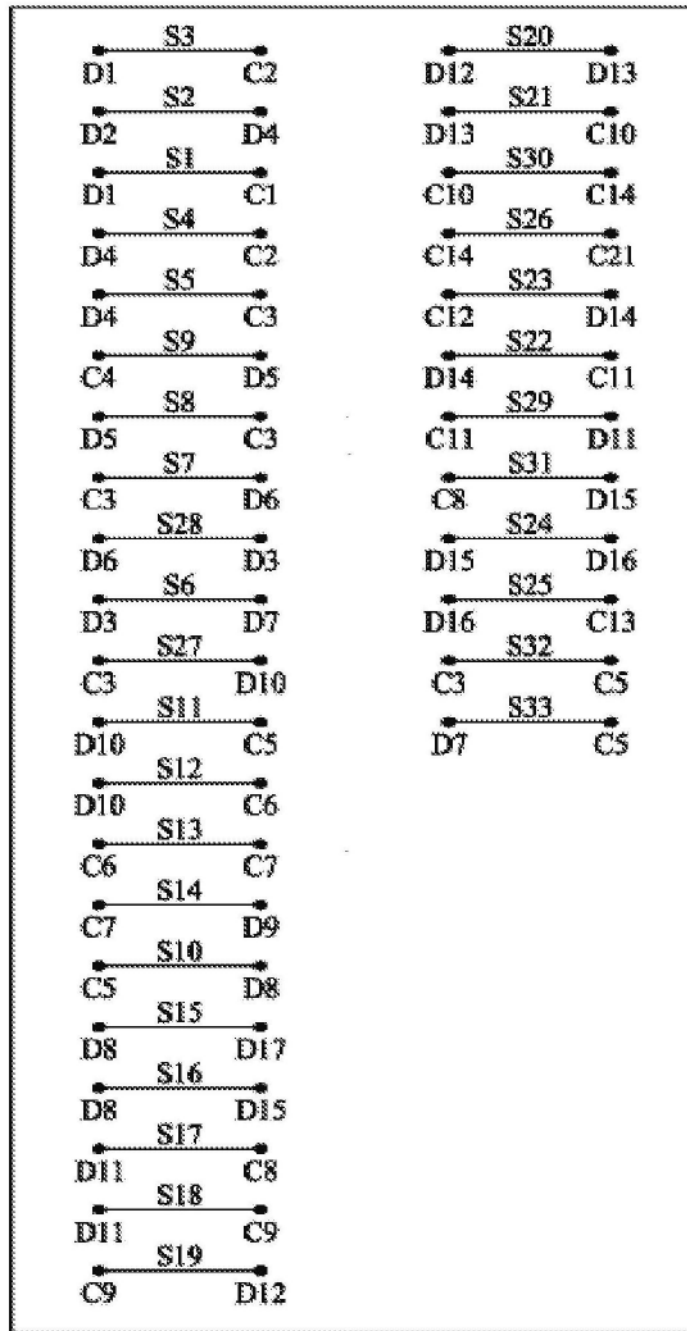 S3
D1 C2
S2
D2 D4
S1
D1 C1
S4
D4 C2
S5
D4 C3
S9
C4 D5
S8
D5 C3
S7
C3 D6
S28
D6 D3
S6
D3 D7
S27
C3 D10
S11
D10 C5
S12
D10 C6
S13
C6 C7
S14
C7 D9
S10
C5 D8
S15
D8 D17
S16
D8 D15
S17
D11 C8
S18
D11 C9
S19
C9 D12
S20
D12 D13
S21
D13 C10
S30
C10 C14
S26
C14 C21
S23
C12 D14
S22
D14 C11
S29
C11 D11
S31
C8 D15
S24
D15 D16
S25
D16 C13
S32
C3 C5
S33
D7 C5